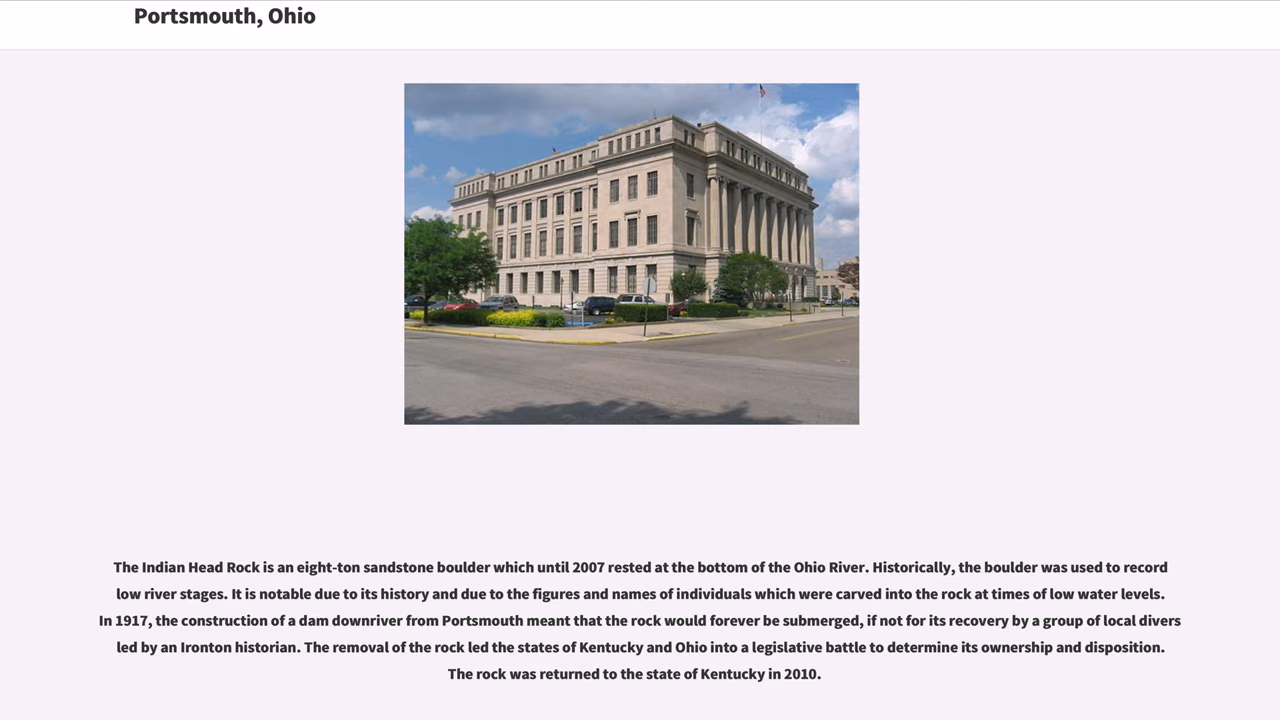 Portsmouth, Ohio
The Indian Head Rock is an eight-ton sandstone boulder which until 2007 rested at the bottom of the Ohio River. Historically, the boulder was used to record
low river stages. It is notable due to its history and due to the figures and names of individuals which were carved into the rock at times of low water levels.
In 1917, the construction of a dam downriver from Portsmouth meant that the rock would forever be submerged, if not for its recovery by a group of local divers
led by an Ironton historian. The removal of the rock led the states of Kentucky and Ohio into a legislative battle to determine its ownership and disposition.
The rock was returned to the state of Kentucky in 2010.